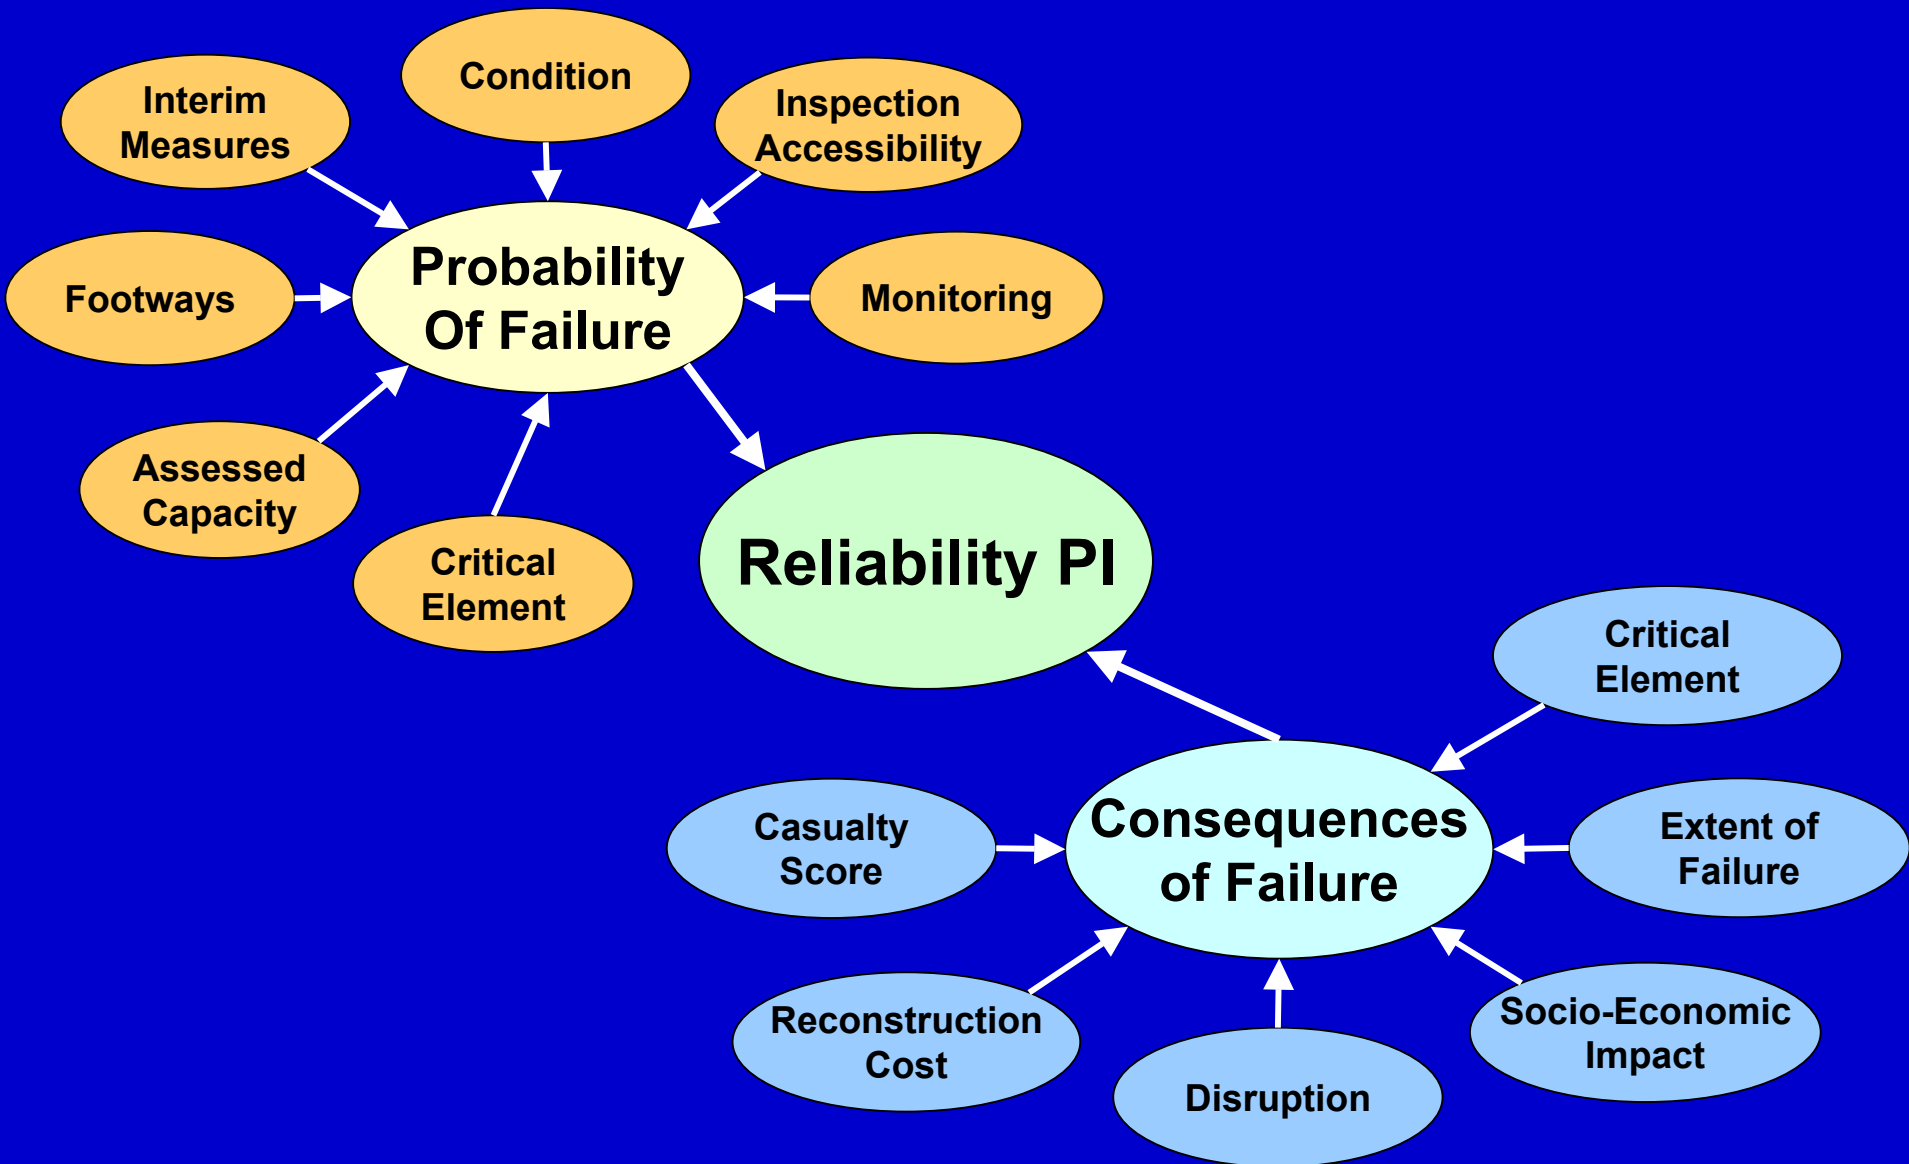 Condition
Interim
Measures
Inspection
Accessibility
Probability
Of Failure
Footways
Monitoring
Assessed
Capacity
Critical
Element
Reliability PI
Critical
Element
Consequences
of Failure
Casualty
Score
Extent of
Failure
Reconstruction
Cost
Disruption
Socio-Economic
Impact